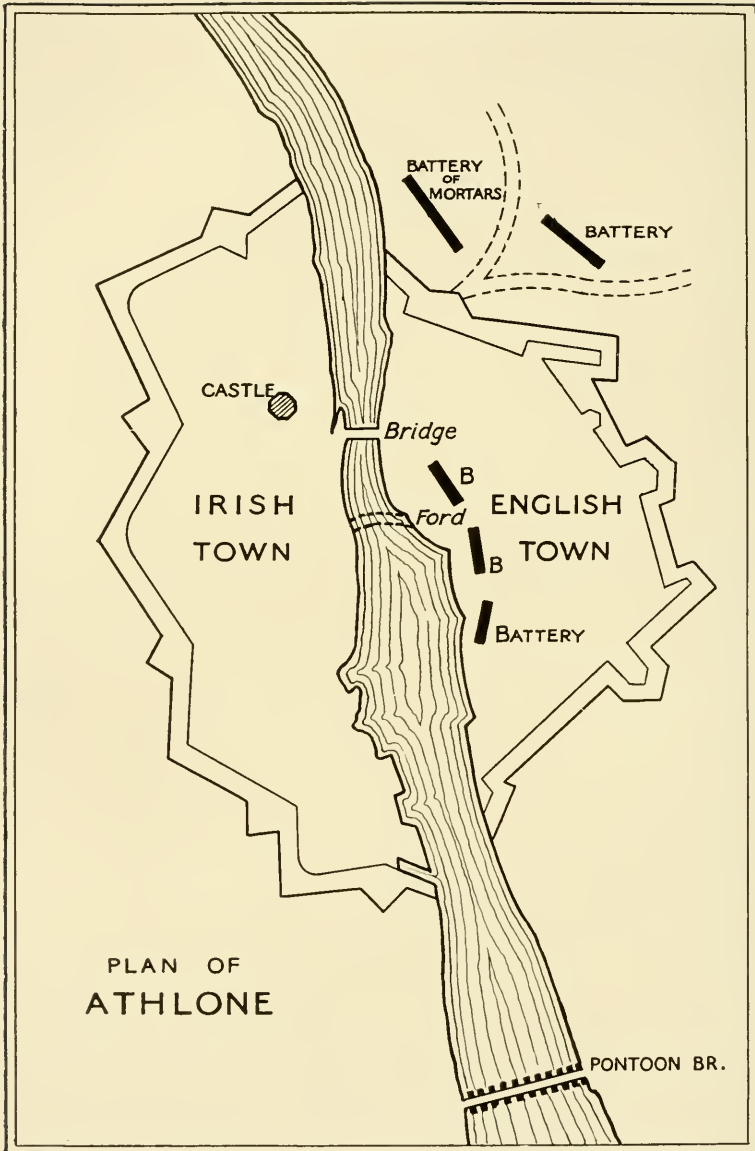 BATTERY
OF
MORTARS
BATTERY
CASTLE
Bridge
B
IRISH
TOWN
Ford
ENGLISH
TOWN
B
BATTERY
PLAN OF
ATHLONE
PONTOON BR.